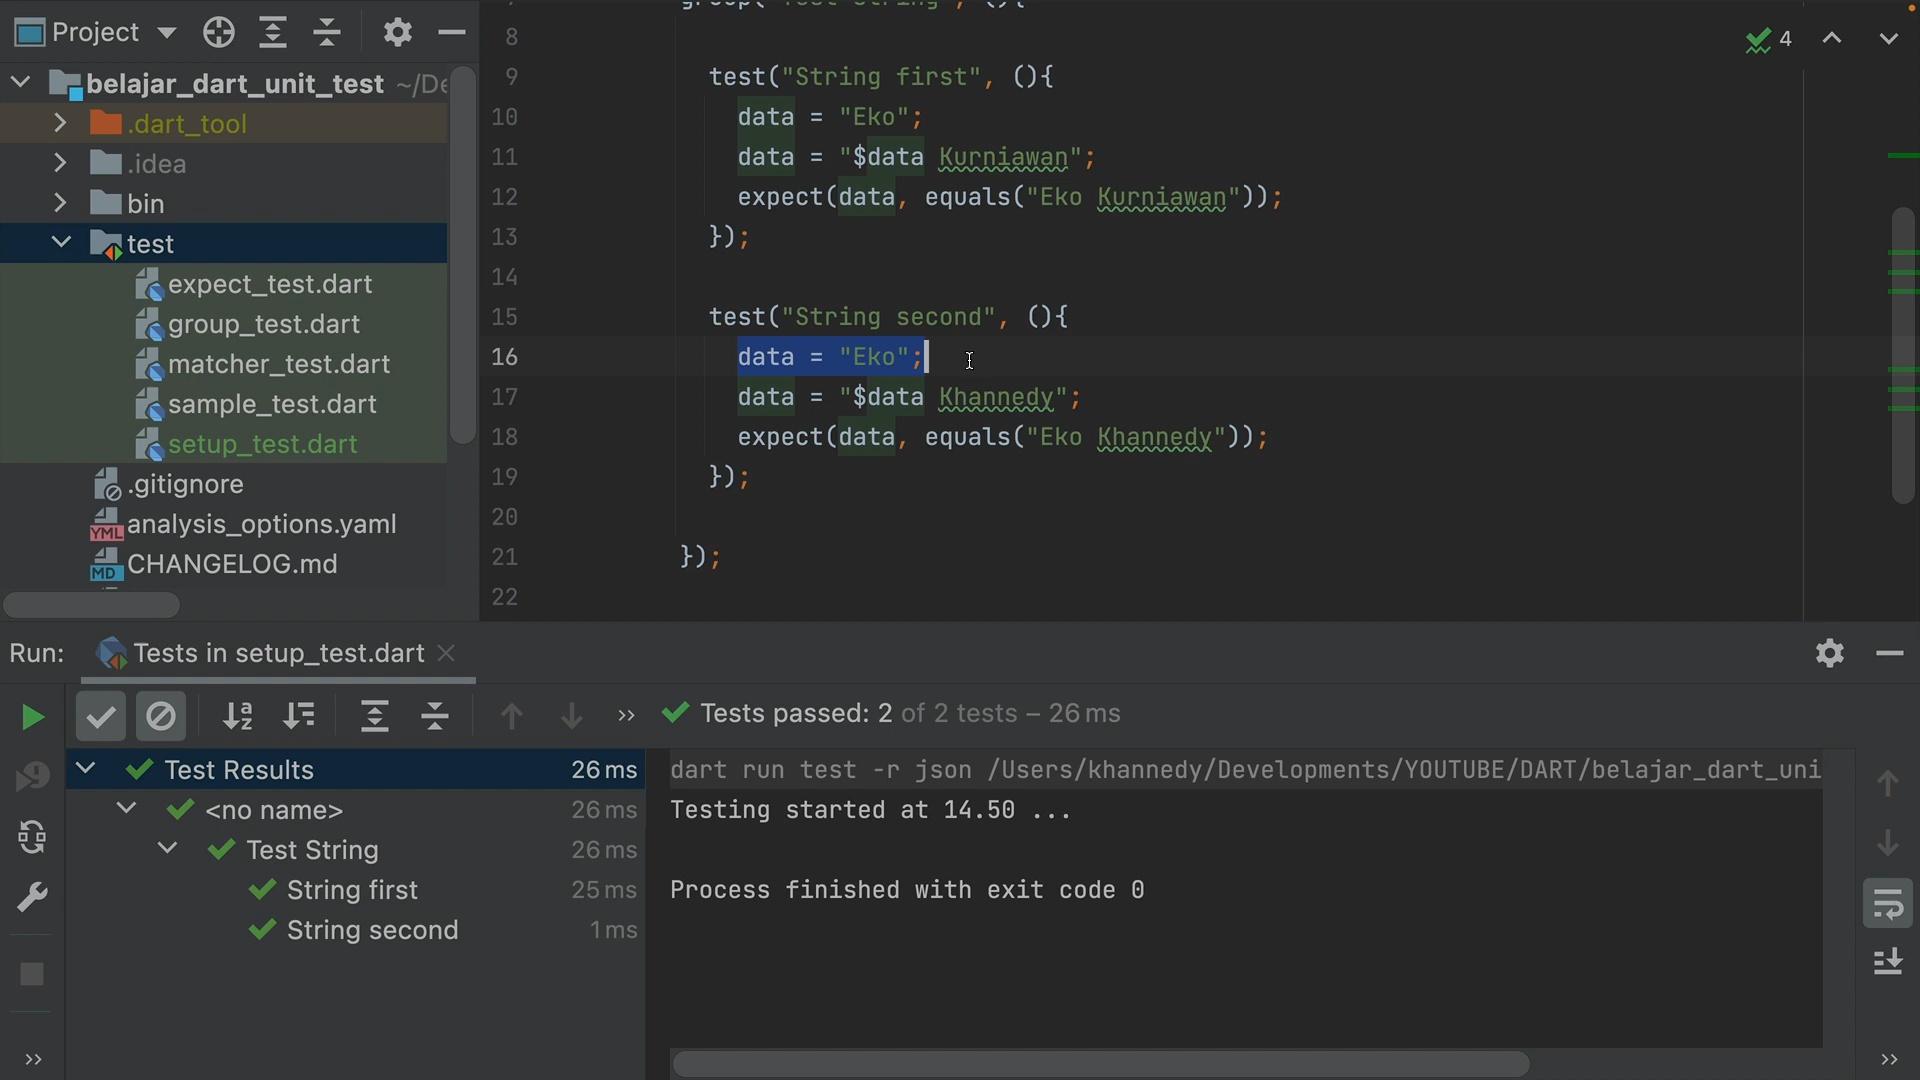 Project
belajar_dart_unit_test ~/De
.dart_tool
.idea
bin
test
expect_test.dart
group_test.dart
matcher_test.dart
sample_test.dart
setup_test.dart
.gitignore
YML analysis_options.yaml
MD CHANGELOG.md
4
8
9 test("String first", (){
10 data = "Eko";
11 data = "$data Kurniawan";
12 expect(data, equals("Eko Kurniawan"));
13 });
14
15 test("String second", (){
16 data = "Eko";
17 data = "$data Khannedy";
18 expect(data, equals("Eko Khannedy"));
19 });
20
21 });
22
Run: Tests in setup_test.dart
Tests passed: 2 of 2 tests – 26 ms
Test Results 26 ms
<no name> 26 ms
Test String 26 ms
String first 25 ms
String second 1 ms
dart run test -r json /Users/khannedy/Developments/YOUTUBE/DART/belajar_dart_uni
Testing started at 14.50 ...
Process finished with exit code 0